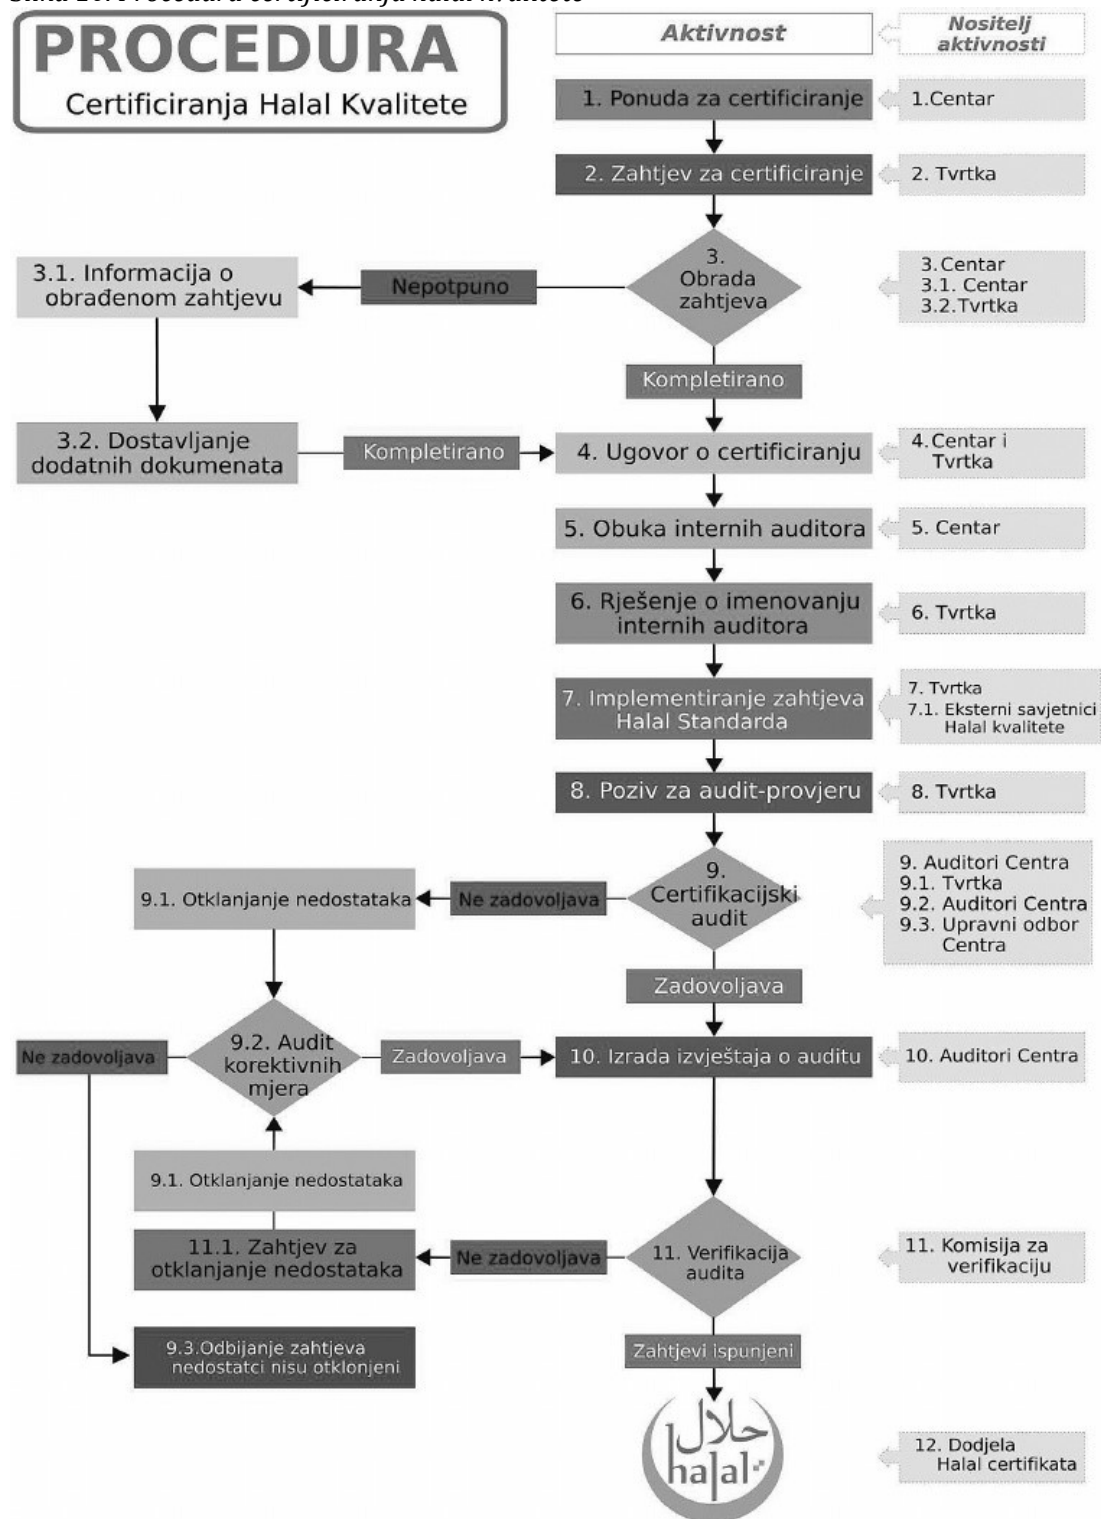 PROCEDURA
Certificiranja Halal Kvalitete
Aktivnost
Nositelj
aktivnosti
1. Ponuda za certificiranje
1.Centar
2. Zahtjev za certificiranje
2. Tvrtka
3.
Obrada
zahtjeva
3.Centar
3.1. Centar
3.2.Tvrtka
Nepotpuno
3.1. Informacija o
obrađenom zahtjevu
Kompletirano
3.2. Dostavljanje
dodatnih dokumenata
Kompletirano
4. Ugovor o certificiranju
4.Centar i
Tvrtka
5. Obuka internih auditora
5. Centar
6. Rješenje o imenovanju
internih auditora
6. Tvrtka
7. Implementiranje zahtjeva
Halal Standarda
7. Tvrtka
7.1. Eksterni savjetnici
Halal kvalitete
8. Poziv za audit-provjeru
8. Tvrtka
9.
Certifikacijski
audit
9. Auditori Centra
9.1. Tvrtka
9.2. Auditori Centra
9.3. Upravni odbor
Centra
Ne zadovoljava
9.1. Otklanjanje nedostataka
Zadovoljava
Ne zadovoljava
9.2. Audit
korektivnih
mjera
Zadovoljava
10. Izrada izvještaja o auditu
10. Auditori Centra
9.1. Otklanjanje nedostataka
11.1. Zahtjev za
otklanjanje nedostataka
Ne zadovoljava
11. Verifikacija
audita
11. Komisija za
verifikaciju
9.3.Odbijanje zahtjeva
nedostatci nisu otklonjeni
Zahtjevi ispunjeni
حلال
halal
12. Dodjela
Halal certifikata